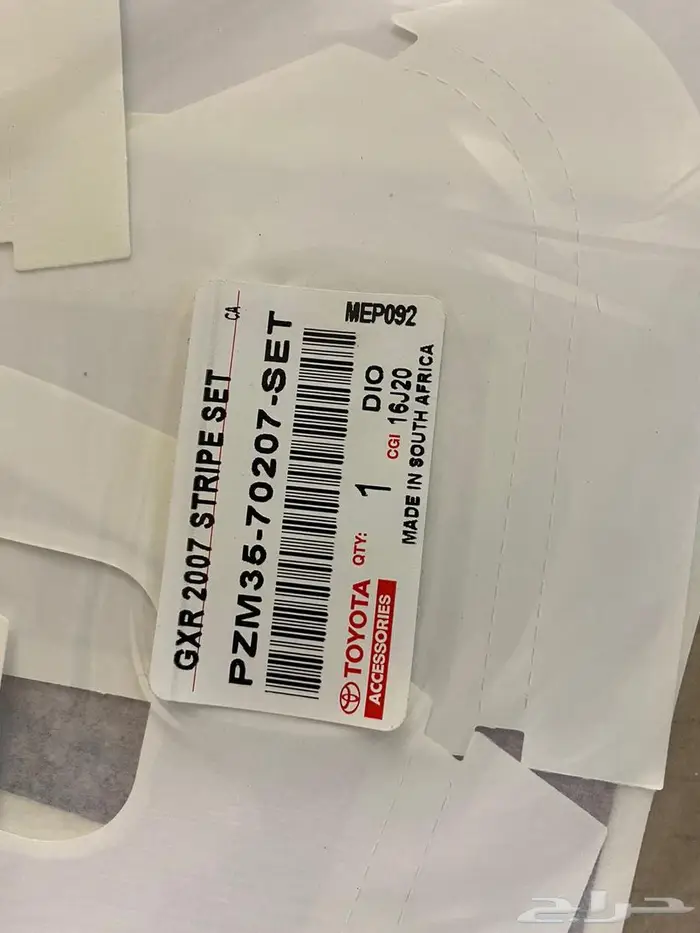 CA
GXR 2007 STRIPE SET
PZM35-70207-SET
MEP092
TOYOTA
ACCESSORIES
QTY: 1
DIO
CGI 16J20
MADE IN SOUTH AFRICA
حراج